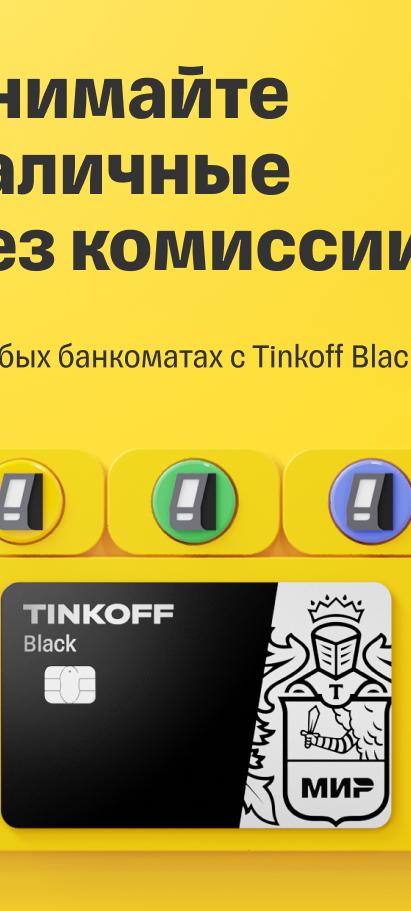 нимайте
аличные
ез комиссии
бых банкоматах с Tinkoff Blac
TINKOFF
Black
T
МИР